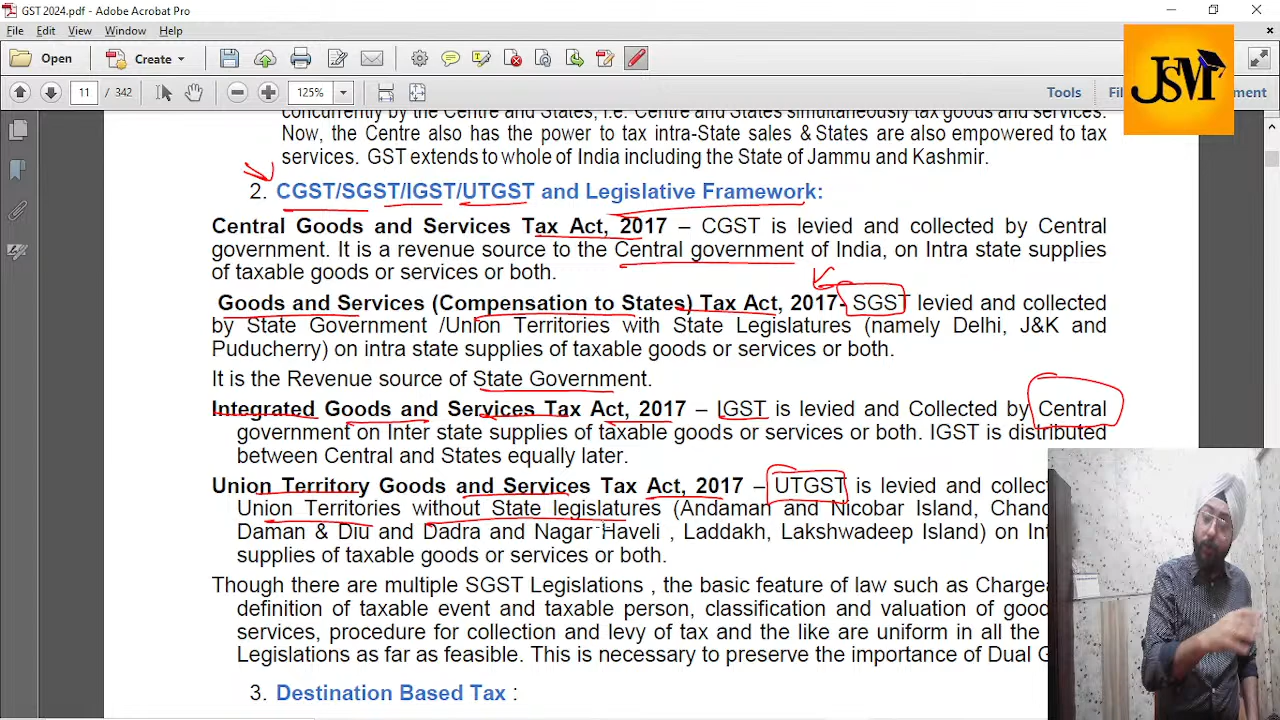 GST 2024.pdf - Adobe Acrobat Pro
File Edit View Window Help
Open Create
11 / 342 125% Tools Fil ment
JSM
concurrently by the Centre and States, i.e. Centre and States simultaneously tax goods and services.
Now, the Centre also has the power to tax intra-State sales & States are also empowered to tax
services. GST extends to whole of India including the State of Jammu and Kashmir.
2. CGST/SGST/IGST/UTGST and Legislative Framework:
Central Goods and Services Tax Act, 2017 – CGST is levied and collected by Central
government. It is a revenue source to the Central government of India, on Intra state supplies
of taxable goods or services or both.
Goods and Services (Compensation to States) Tax Act, 2017- SGST levied and collected
by State Government /Union Territories with State Legislatures (namely Delhi, J&K and
Puducherry) on intra state supplies of taxable goods or services or both.
It is the Revenue source of State Government.
Integrated Goods and Services Tax Act, 2017 – IGST is levied and Collected by Central
government on Inter state supplies of taxable goods or services or both. IGST is distributed
between Central and States equally later.
Union Territory Goods and Services Tax Act, 2017 – UTGST is levied and collec
Union Territories without State legislatures (Andaman and Nicobar Island, Chand
Daman & Diu and Dadra and Nagar Haveli , Laddakh, Lakshwadeep Island) on In
supplies of taxable goods or services or both.
Though there are multiple SGST Legislations , the basic feature of law such as Chargea
definition of taxable event and taxable person, classification and valuation of good
services, procedure for collection and levy of tax and the like are uniform in all the
Legislations as far as feasible. This is necessary to preserve the importance of Dual G
3. Destination Based Tax :